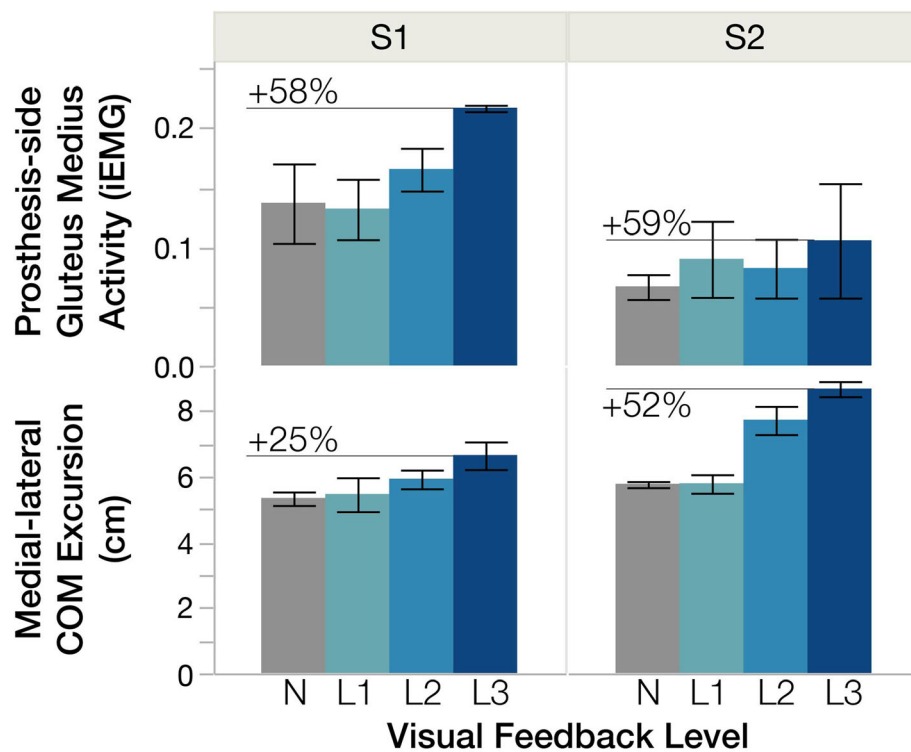 S1
S2
Prosthesis-side
Gluteus Medius
Activity (iEMG)
0.2
0.1
0.0
+58%
+59%
Medial-lateral
COM Excursion
(cm)
8
6
4
2
0
+25%
+52%
N L1 L2 L3
N L1 L2 L3
Visual Feedback Level